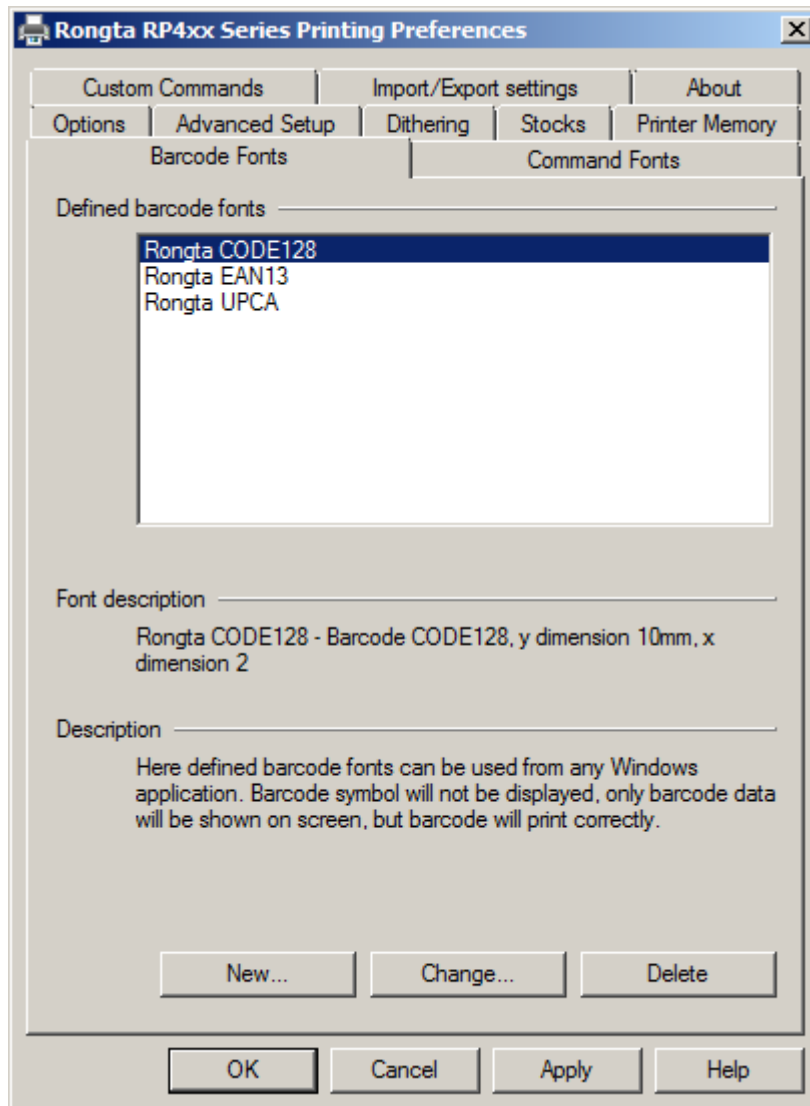 Rongta RP4xx Series Printing Preferences
Custom Commands
Import/Export settings
About
Options
Advanced Setup
Dithering
Stocks
Printer Memory
Barcode Fonts
Command Fonts
Defined barcode fonts
Rongta CODE128
Rongta EAN13
Rongta UPCA
Font description
Rongta CODE128 - Barcode CODE128, y dimension 10mm, x
dimension 2
Description
Here defined barcode fonts can be used from any Windows
application. Barcode symbol will not be displayed, only barcode data
will be shown on screen, but barcode will print correctly.
New...
Change...
Delete
OK
Cancel
Apply
Help